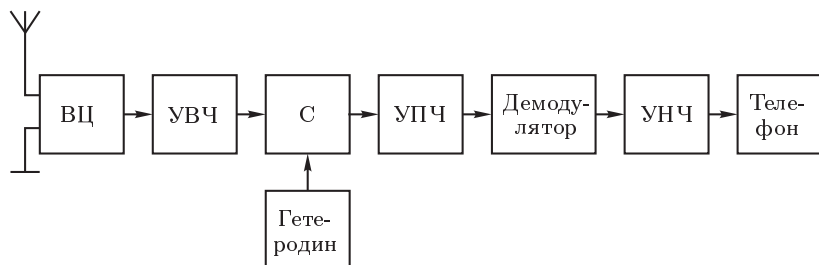 ВЦ
УВЧ
С
УПЧ
Демоду-
лятор
УНЧ
Теле-
фон
Гете-
родин